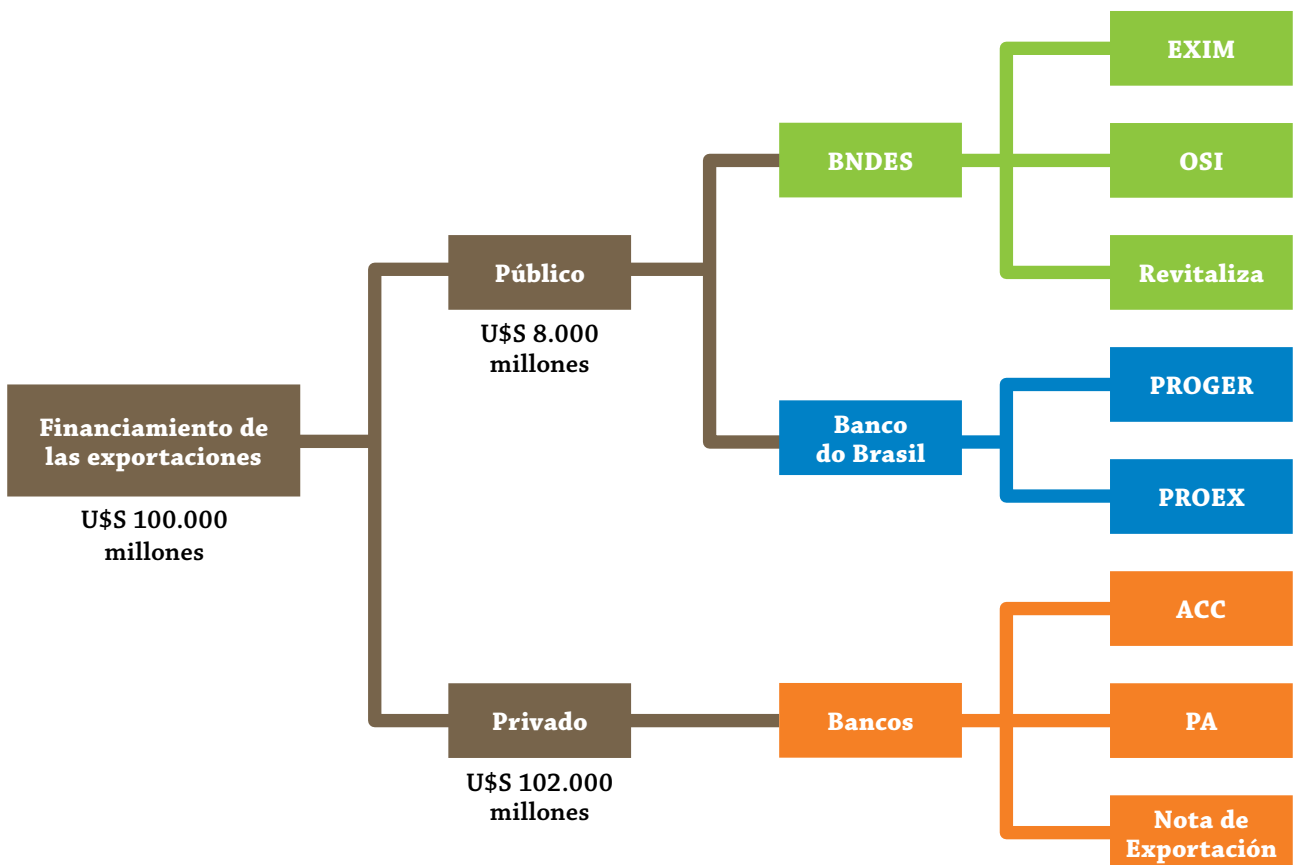 EXIM
BNDES
OSI
Público
Revitaliza
U$S 8.000
millones
PROGER
Financiamiento de
las exportaciones
Banco
do Brasil
U$S 100.000
millones
PROEX
ACC
Privado
Bancos
PA
U$S 102.000
millones
Nota de
Exportación